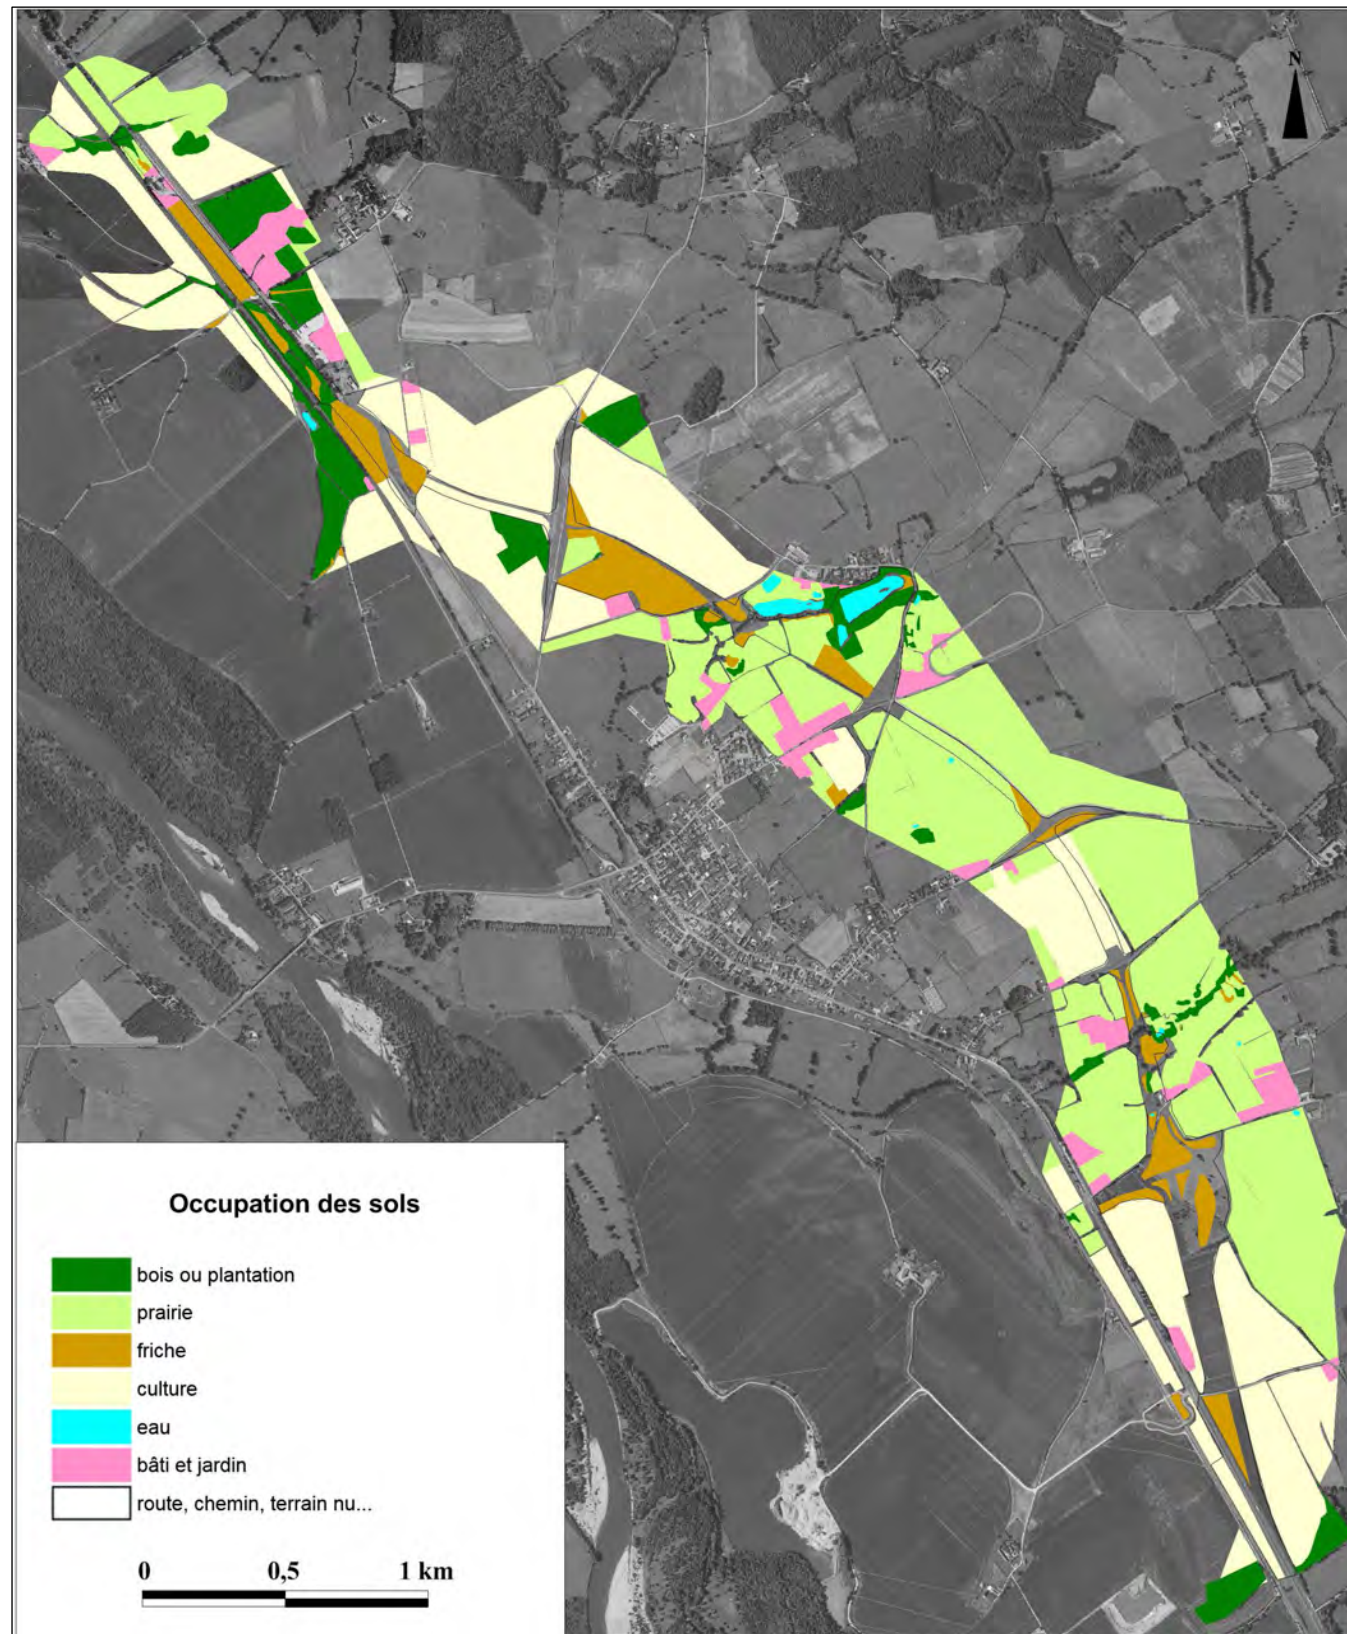 N
Occupation des sols
bois ou plantation
prairie
friche
culture
eau
bâti et jardin
route, chemin, terrain nu...
0 0,5 1 km